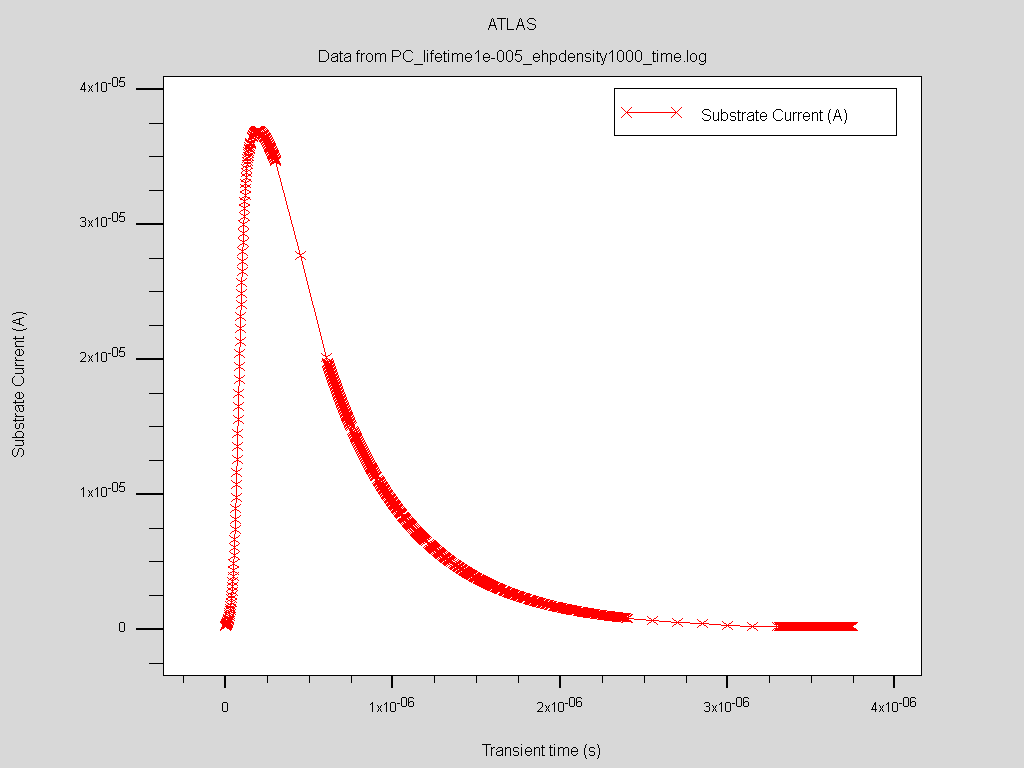 ATLAS
Data from PC_lifetime1e-005_ehpdensity1000_time.log
Substrate Current (A)
4x10-05
3x10-05
2x10-05
1x10-05
0
Substrate Current (A)
0
1x10-06
2x10-06
3x10-06
4x10-06
Transient time (s)